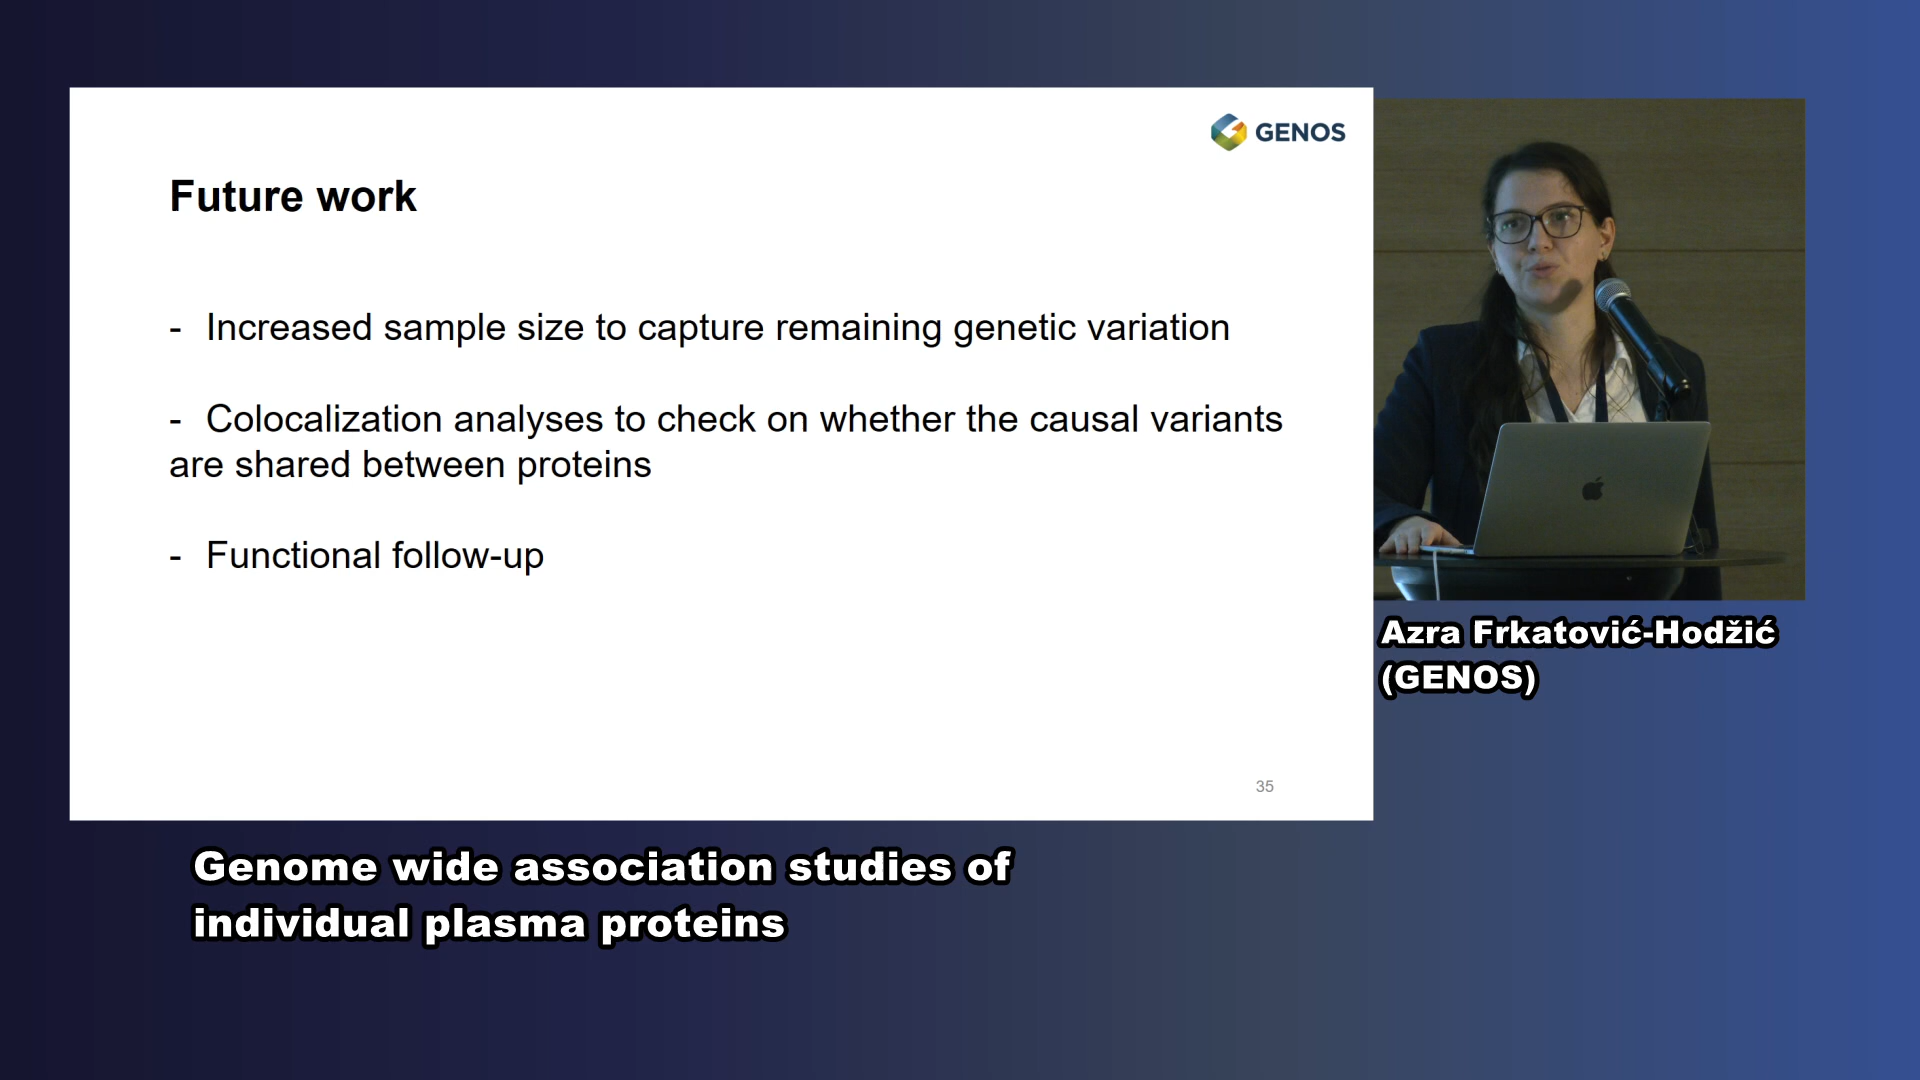 GENOS
Future work
- Increased sample size to capture remaining genetic variation
- Colocalization analyses to check on whether the causal variants
are shared between proteins
- Functional follow-up
35
Azra Frkatović-Hodžić
(GENOS)
Genome wide association studies of
individual plasma proteins